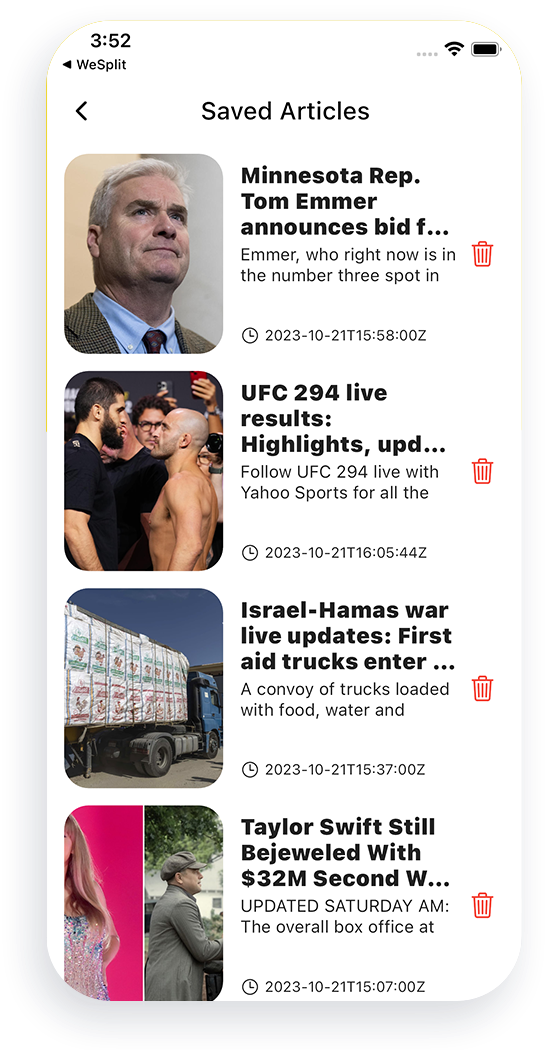 3:52
◀ WeSplit
Saved Articles
Minnesota Rep.
Tom Emmer
announces bid f...
Emmer, who right now is in
the number three spot in
2023-10-21T15:58:00Z
UFC 294 live
results:
Highlights, upd...
Follow UFC 294 live with
Yahoo Sports for all the
2023-10-21T16:05:44Z
Israel-Hamas war
live updates: First
aid trucks enter ...
A convoy of trucks loaded
with food, water and
2023-10-21T15:37:00Z
Taylor Swift Still
Bejeweled With
$32M Second W...
UPDATED SATURDAY AM:
The overall box office at
2023-10-21T15:07:00Z